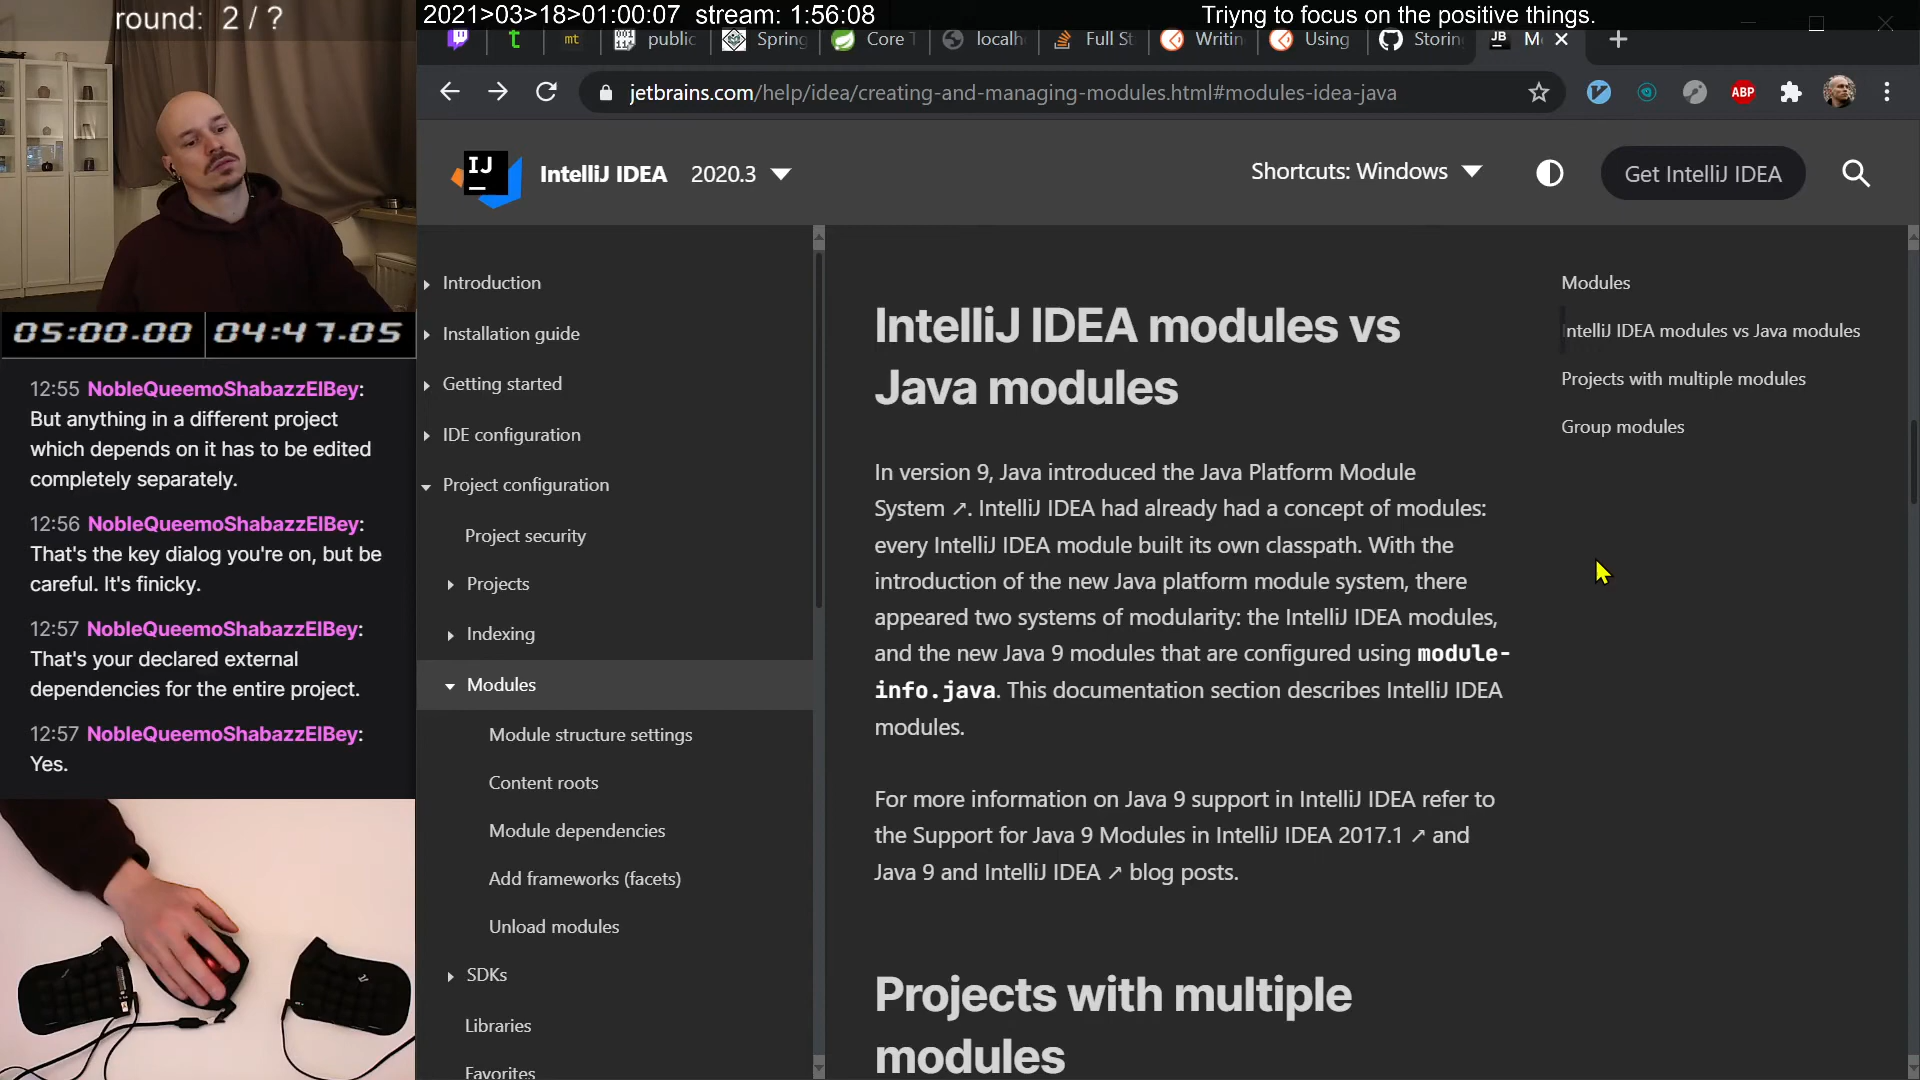 round: 2 / ?
2021>03>18>01:00:07 stream: 1:56:08
Triyng to focus on the positive things.
t
mt
public
Spring
Core T
localh
Full St
Writin
Using
Storin
JB
jetbrains.com/help/idea/creating-and-managing-modules.html#modules-idea-java
ABP
IJ
IntelliJ IDEA
2020.3
Shortcuts: Windows
Get IntelliJ IDEA
05:00.00
04:47.05
12:55 NobleQueemoShabazzElBey:
But anything in a different project
which depends on it has to be edited
completely separately.
12:56 NobleQueemoShabazzElBey:
That's the key dialog you're on, but be
careful. It's finicky.
12:57 NobleQueemoShabazzElBey:
That's your declared external
dependencies for the entire project.
12:57 NobleQueemoShabazzElBey:
Yes.
Introduction
Installation guide
Getting started
IDE configuration
Project configuration
Project security
Projects
Indexing
Modules
Module structure settings
Content roots
Module dependencies
Add frameworks (facets)
Unload modules
SDKs
Libraries
Favorites
IntelliJ IDEA modules vs
Java modules
In version 9, Java introduced the Java Platform Module
System ↗. IntelliJ IDEA had already had a concept of modules:
every IntelliJ IDEA module built its own classpath. With the
introduction of the new Java platform module system, there
appeared two systems of modularity: the IntelliJ IDEA modules,
and the new Java 9 modules that are configured using module-
info.java. This documentation section describes IntelliJ IDEA
modules.
For more information on Java 9 support in IntelliJ IDEA refer to
the Support for Java 9 Modules in IntelliJ IDEA 2017.1 ↗ and
Java 9 and IntelliJ IDEA ↗ blog posts.
Projects with multiple
modules
Modules
IntelliJ IDEA modules vs Java modules
Projects with multiple modules
Group modules